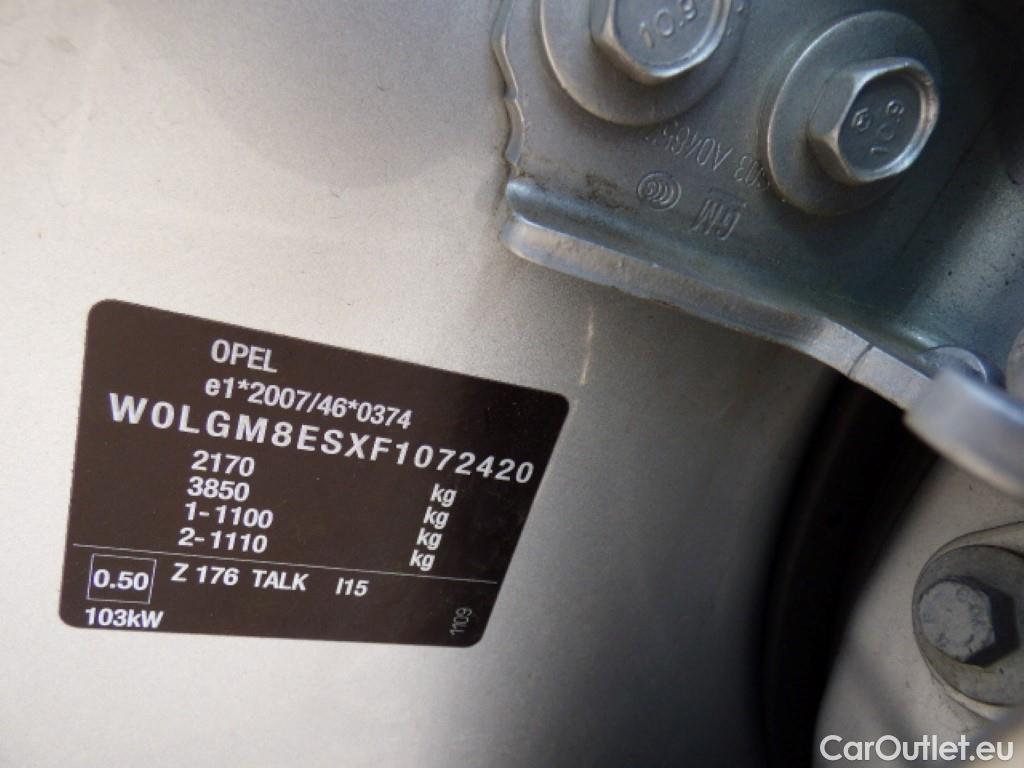 10.9
10.9
GM
OPEL
e1*2007/46*0374
W0LGM8ESXF1072420
2170 kg
3850 kg
1-1100 kg
2-1110 kg
0.50 Z 176 TALK I15
103kW
1109
CarOutlet.eu